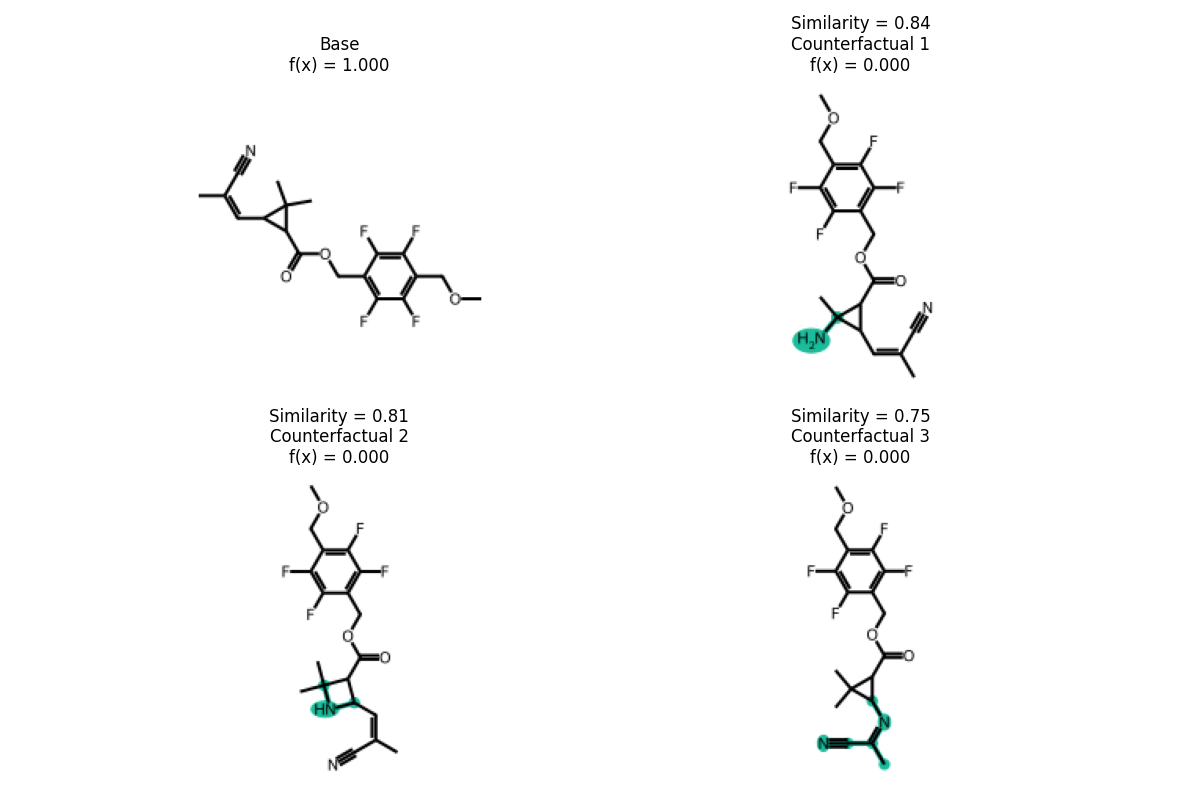 Base
f(x) = 1.000
N
F
F
O
O
O
F
F
Similarity = 0.84
Counterfactual 1
f(x) = 0.000
O
F
F
F
F
O
O
N
H₂N
Similarity = 0.81
Counterfactual 2
f(x) = 0.000
O
F
F
F
F
O
O
HN
N
Similarity = 0.75
Counterfactual 3
f(x) = 0.000
O
F
F
F
F
O
O
N
N